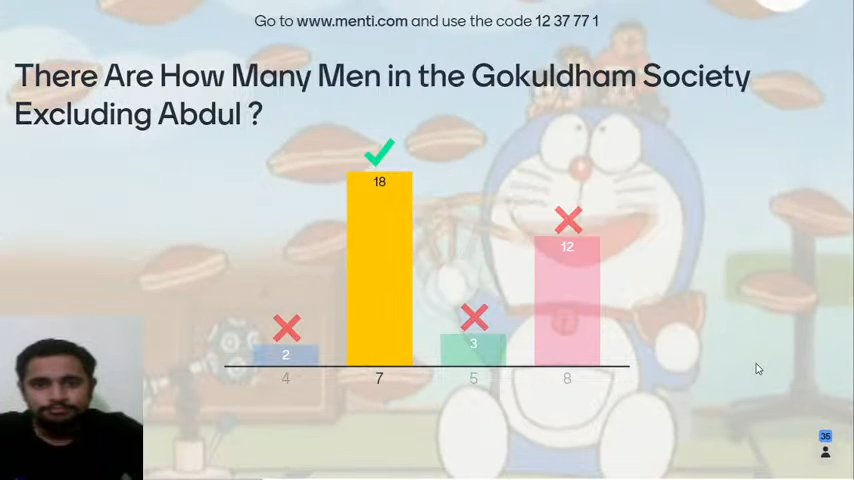 Go to www.menti.com and use the code 12 37 77 1
There Are How Many Men in the Gokuldham Society
Excluding Abdul ?
18
12
2
3
4 7 5 8
35